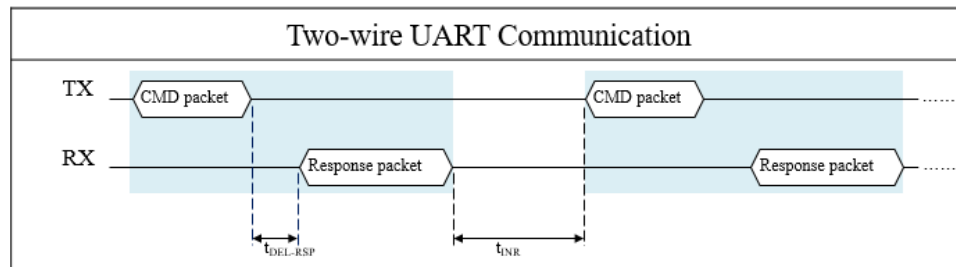 Two-wire UART Communication
TX CMD packet CMD packet ......
RX Response packet Response packet ......
tDEL-RSP tINR